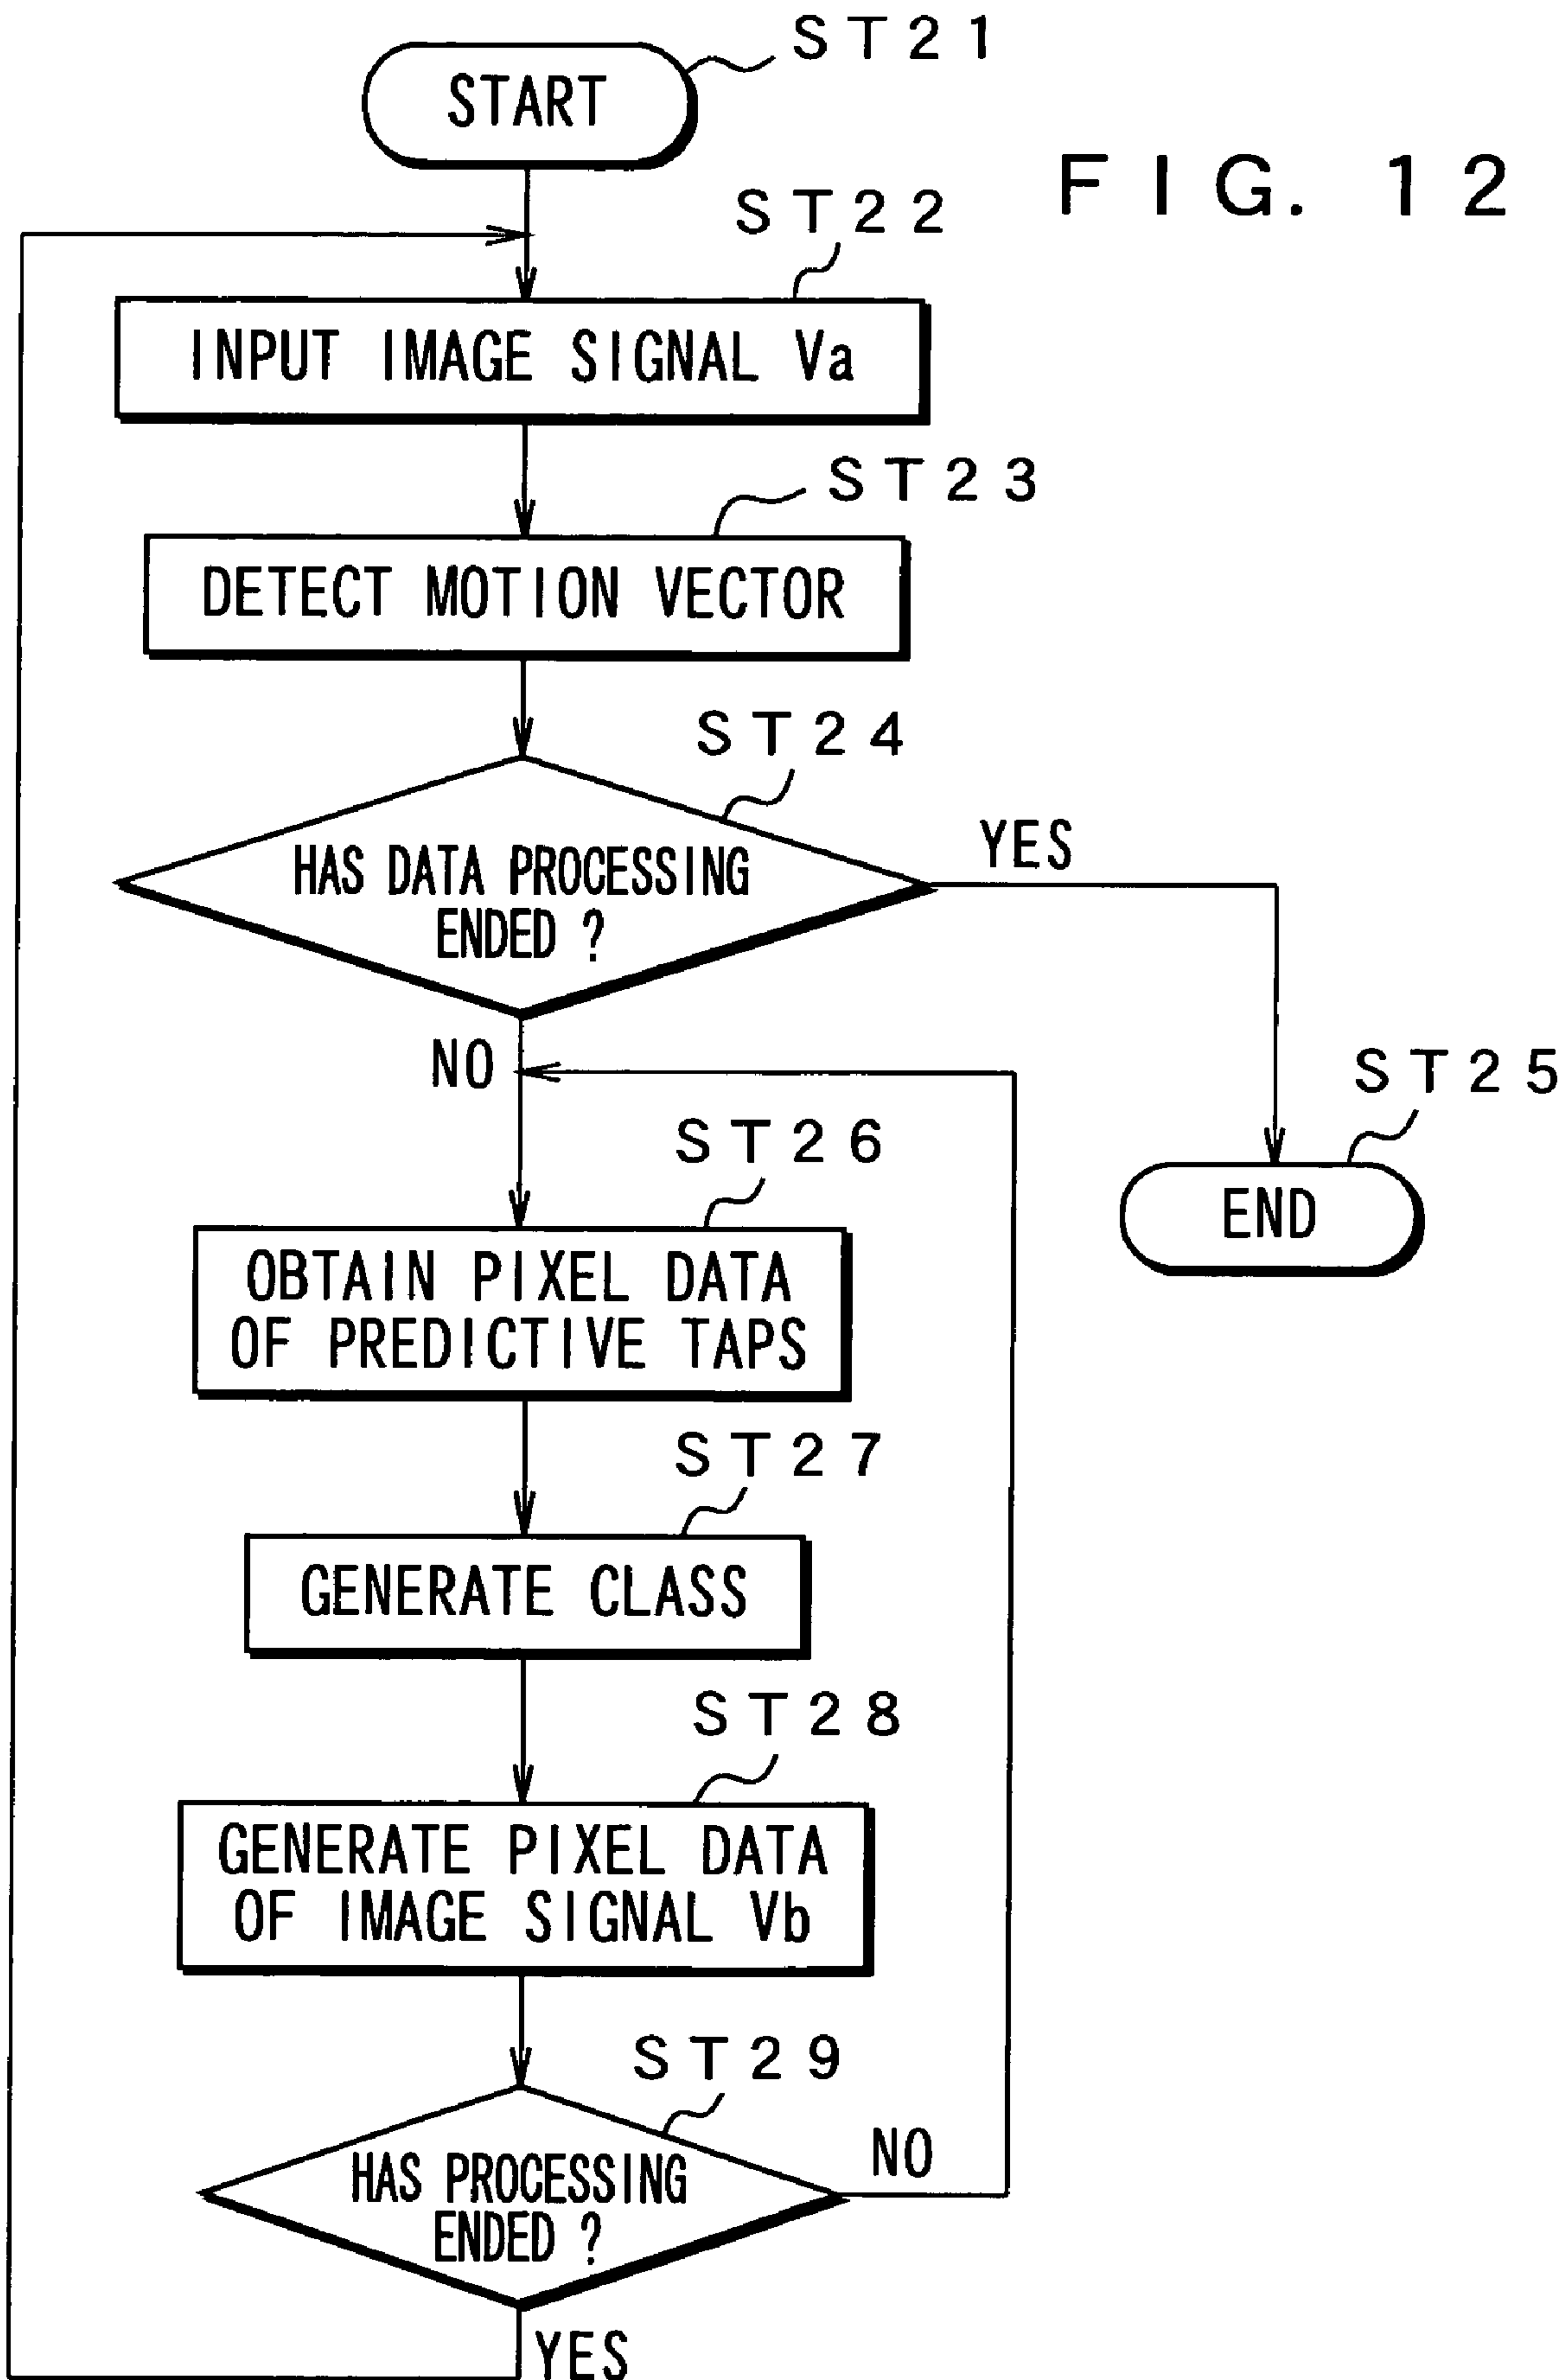 ST21
START
FIG. 12
ST22
INPUT IMAGE SIGNAL Va
ST23
DETECT MOTION VECTOR
ST24
HAS DATA PROCESSING
ENDED ?
YES
NO
ST25
END
ST26
OBTAIN PIXEL DATA
OF PREDICTIVE TAPS
ST27
GENERATE CLASS
ST28
GENERATE PIXEL DATA
OF IMAGE SIGNAL Vb
ST29
HAS PROCESSING
ENDED ?
NO
YES